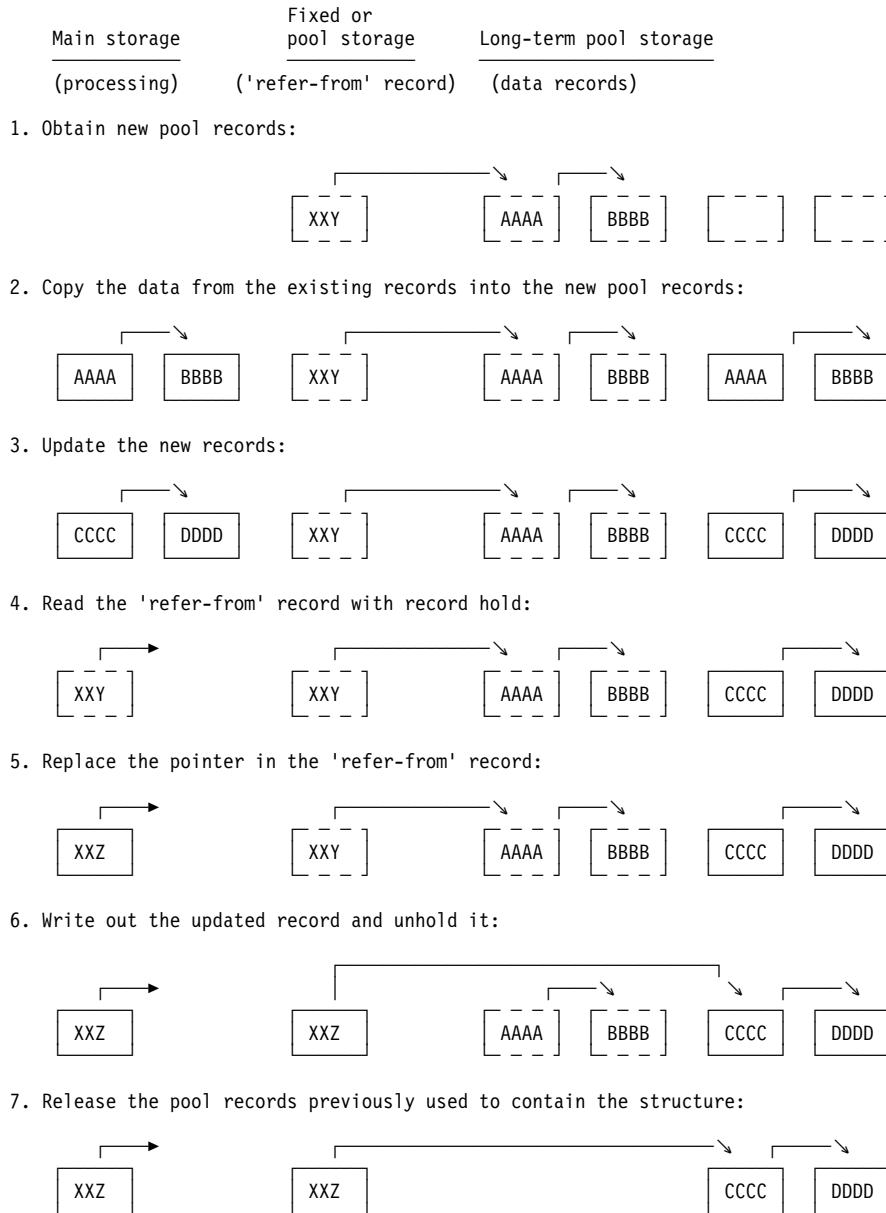 Fixed or
Main storage pool storage Long-term pool storage
(processing) ('refer-from' record) (data records)
1. Obtain new pool records:
XXY AAAA BBBB
2. Copy the data from the existing records into the new pool records:
AAAA BBBB XXY AAAA BBBB AAAA BBBB
3. Update the new records:
CCCC DDDD XXY AAAA BBBB CCCC DDDD
4. Read the 'refer-from' record with record hold:
XXY XXY AAAA BBBB CCCC DDDD
5. Replace the pointer in the 'refer-from' record:
XXZ XXY AAAA BBBB CCCC DDDD
6. Write out the updated record and unhold it:
XXZ XXZ AAAA BBBB CCCC DDDD
7. Release the pool records previously used to contain the structure:
XXZ XXZ CCCC DDDD